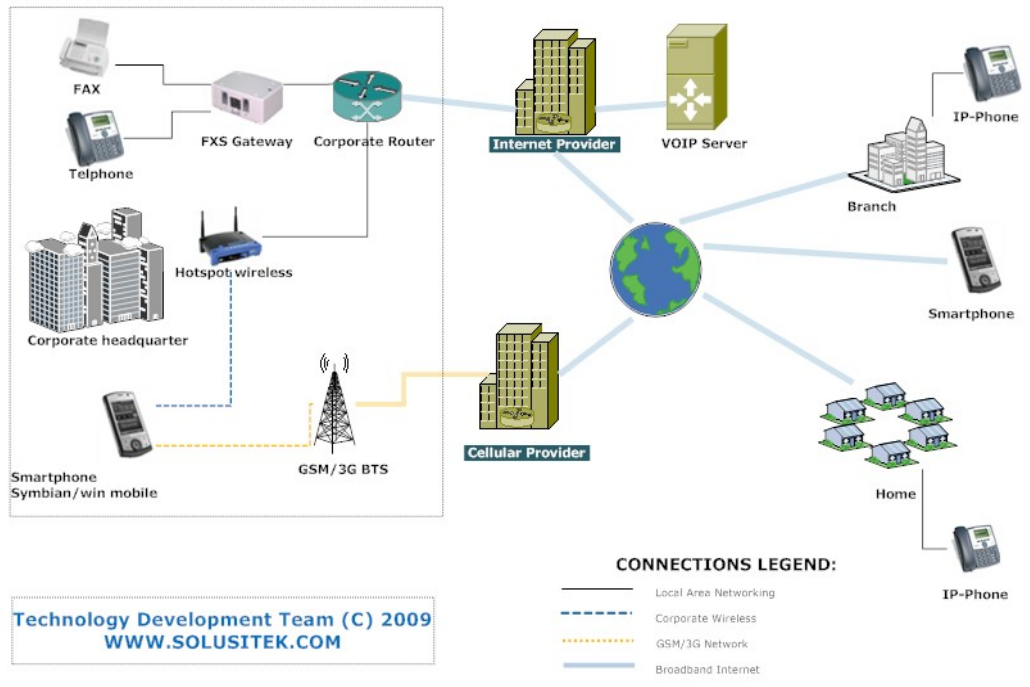 FAX
FXS Gateway
Corporate Router
Telphone
Internet Provider
VOIP Server
IP-Phone
Branch
Hotspot wireless
Smartphone
Corporate headquarter
Cellular Provider
GSM/3G BTS
Smartphone
Symbian/win mobile
Home
IP-Phone
CONNECTIONS LEGEND:
Local Area Networking
Corporate Wireless
GSM/3G Network
Broadband Internet
Technology Development Team (C) 2009
WWW.SOLUSITEK.COM